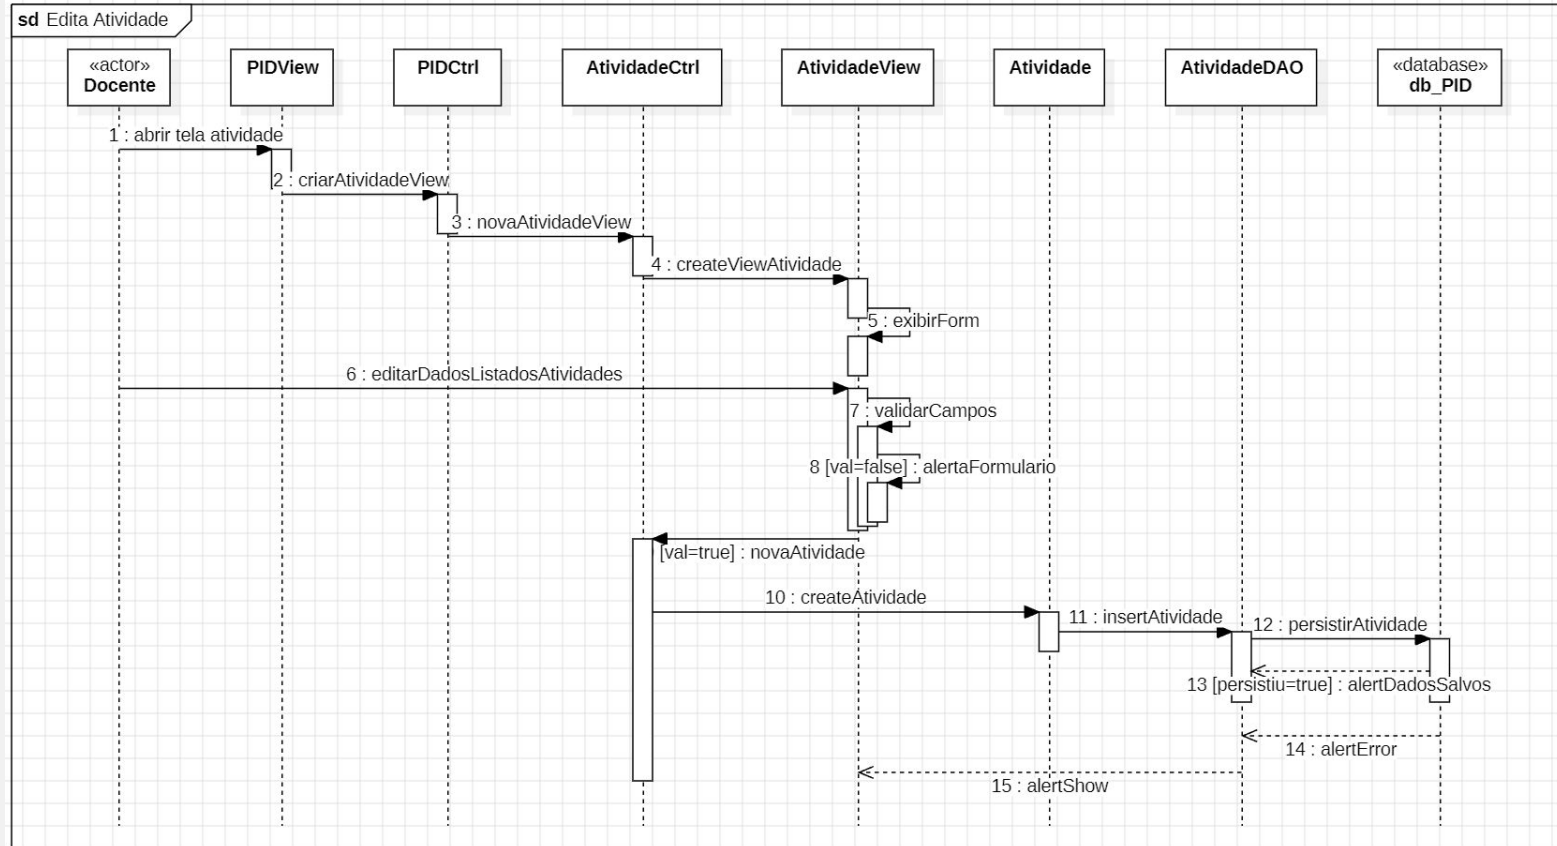 sd Edita Atividade
«actor»
Docente
PIDView
PIDCtrl
AtividadeCtrl
AtividadeView
Atividade
AtividadeDAO
«database»
db_PID
1 : abrir tela atividade
2 : criarAtividadeView
3 : novaAtividadeView
4 : createViewAtividade
5 : exibirForm
6 : editarDadosListadosAtividades
7 : validarCampos
8 [val=false] : alertaFormulario
[val=true] : novaAtividade
10 : createAtividade
11 : insertAtividade
12 : persistirAtividade
13 [persistiu=true] : alertDadosSalvos
14 : alertError
15 : alertShow